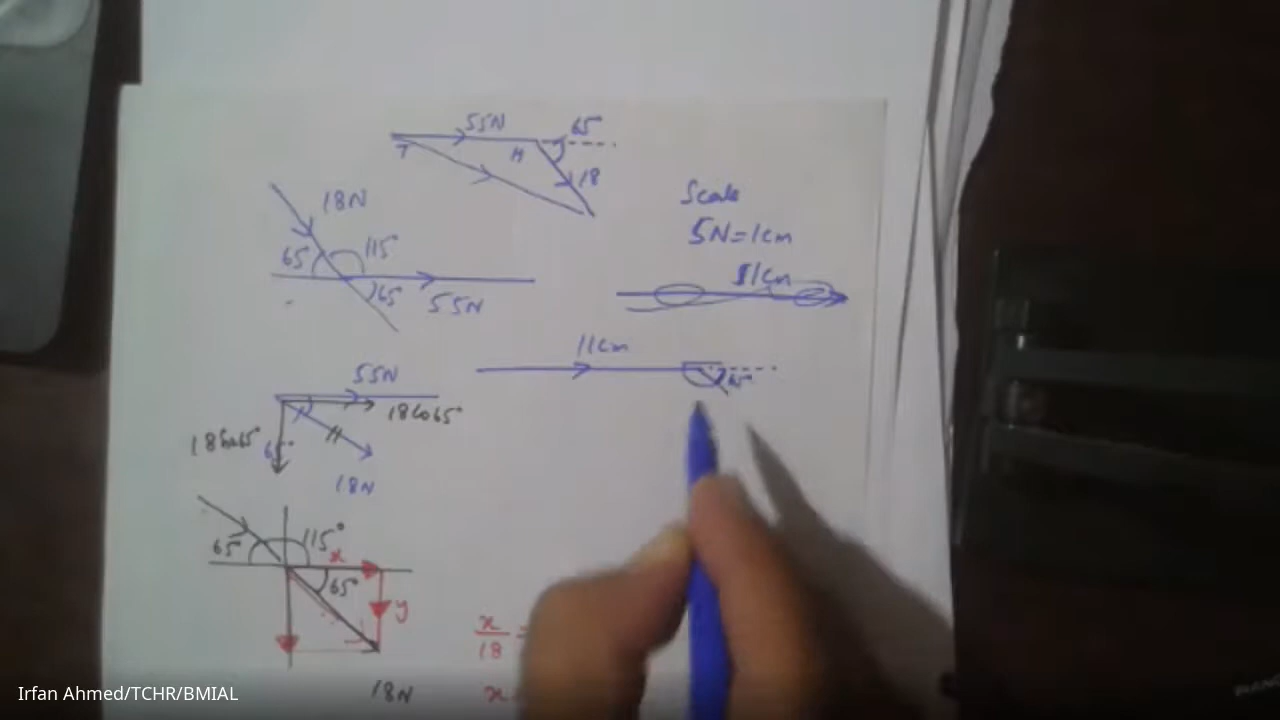 55N
65°
T
H
18
18N
65°
115°
65°
55N
Scale
5N=1cm
11cm
11cm
65°
55N
18Cos65°
18Sin65°
18N
65°
115°
x
65°
y
18N
x/18 =
x =
Irfan Ahmed/TCHR/BMIAL